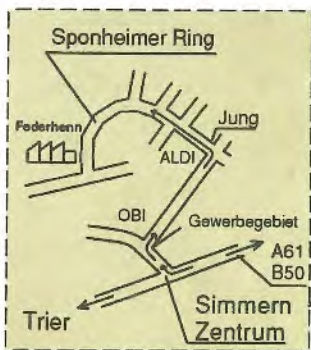 Sponheimer Ring
Federhenn
Jung
ALDI
OBI
Gewerbegebiet
A61
B50
Trier
Simmern
Zentrum